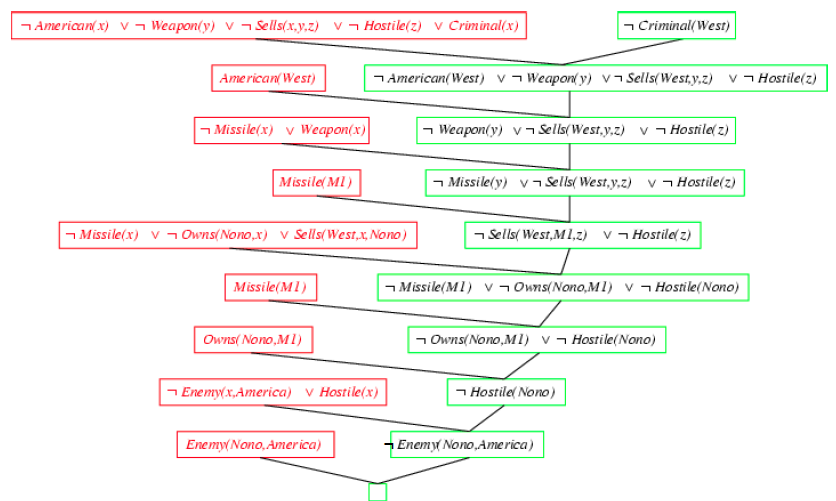 ¬ American(x) ∨ ¬ Weapon(y) ∨ ¬ Sells(x,y,z) ∨ ¬ Hostile(z) ∨ Criminal(x) ¬ Criminal(West)
American(West) ¬ American(West) ∨ ¬ Weapon(y) ∨ ¬ Sells(West,y,z) ∨ ¬ Hostile(z)
¬ Missile(x) ∨ Weapon(x) ¬ Weapon(y) ∨ ¬ Sells(West,y,z) ∨ ¬ Hostile(z)
Missile(M1) ¬ Missile(y) ∨ ¬ Sells(West,y,z) ∨ ¬ Hostile(z)
¬ Missile(x) ∨ ¬ Owns(Nono,x) ∨ Sells(West,x,Nono) ¬ Sells(West,M1,z) ∨ ¬ Hostile(z)
Missile(M1) ¬ Missile(M1) ∨ ¬ Owns(Nono,M1) ∨ ¬ Hostile(Nono)
Owns(Nono,M1) ¬ Owns(Nono,M1) ∨ ¬ Hostile(Nono)
¬ Enemy(x,America) ∨ Hostile(x) ¬ Hostile(Nono)
Enemy(Nono,America) ¬ Enemy(Nono,America)